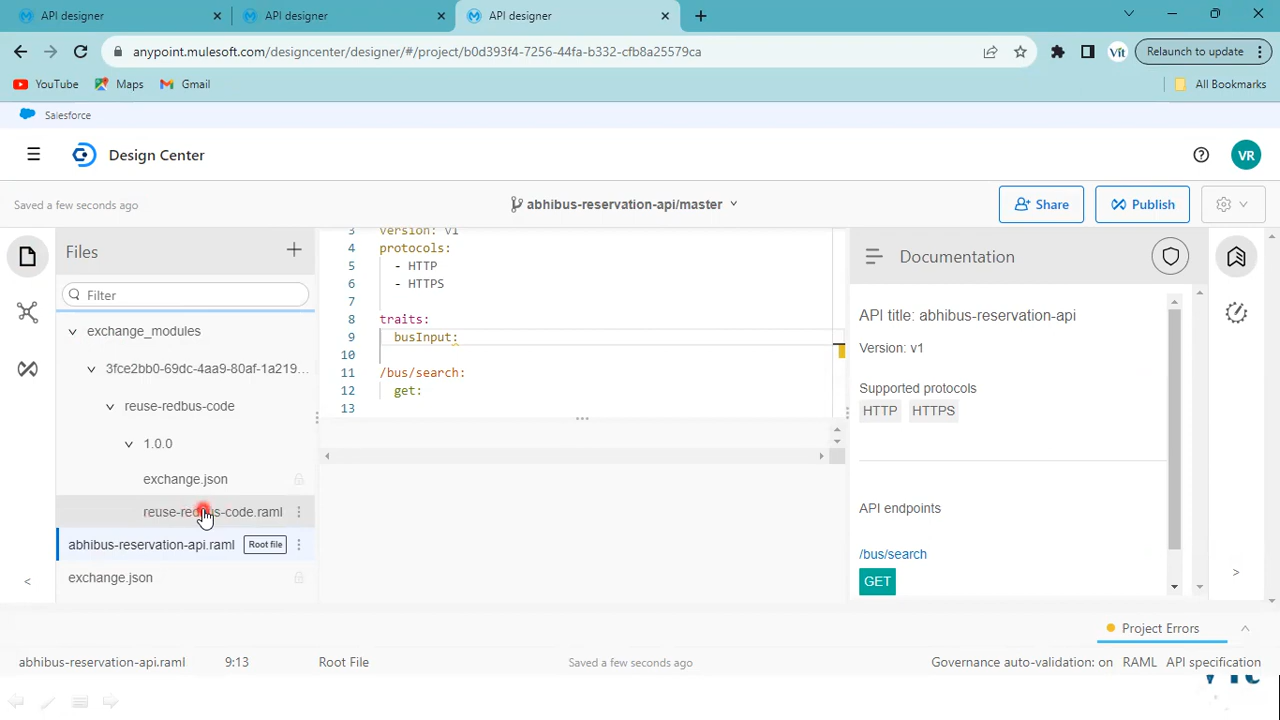 API designer
API designer
API designer
anypoint.mulesoft.com/designcenter/designer/#/project/b0d393f4-7256-44fa-b332-cfb8a25579ca
Vit
Relaunch to update
YouTube
Maps
Gmail
All Bookmarks
Salesforce
Design Center
VR
Saved a few seconds ago
abhibus-reservation-api/master
Share
Publish
Files
Filter
exchange_modules
3fce2bb0-69dc-4aa9-80af-1a219...
reuse-redbus-code
1.0.0
exchange.json
reuse-redbus-code.raml
abhibus-reservation-api.raml Root file
exchange.json
3 version: v1
4 protocols:
5 - HTTP
6 - HTTPS
7
8 traits:
9 busInput:
10
11 /bus/search:
12 get:
13
Documentation
API title: abhibus-reservation-api
Version: v1
Supported protocols
HTTP HTTPS
API endpoints
/bus/search
GET
Project Errors
abhibus-reservation-api.raml 9:13 Root File Saved a few seconds ago Governance auto-validation: on RAML API specification